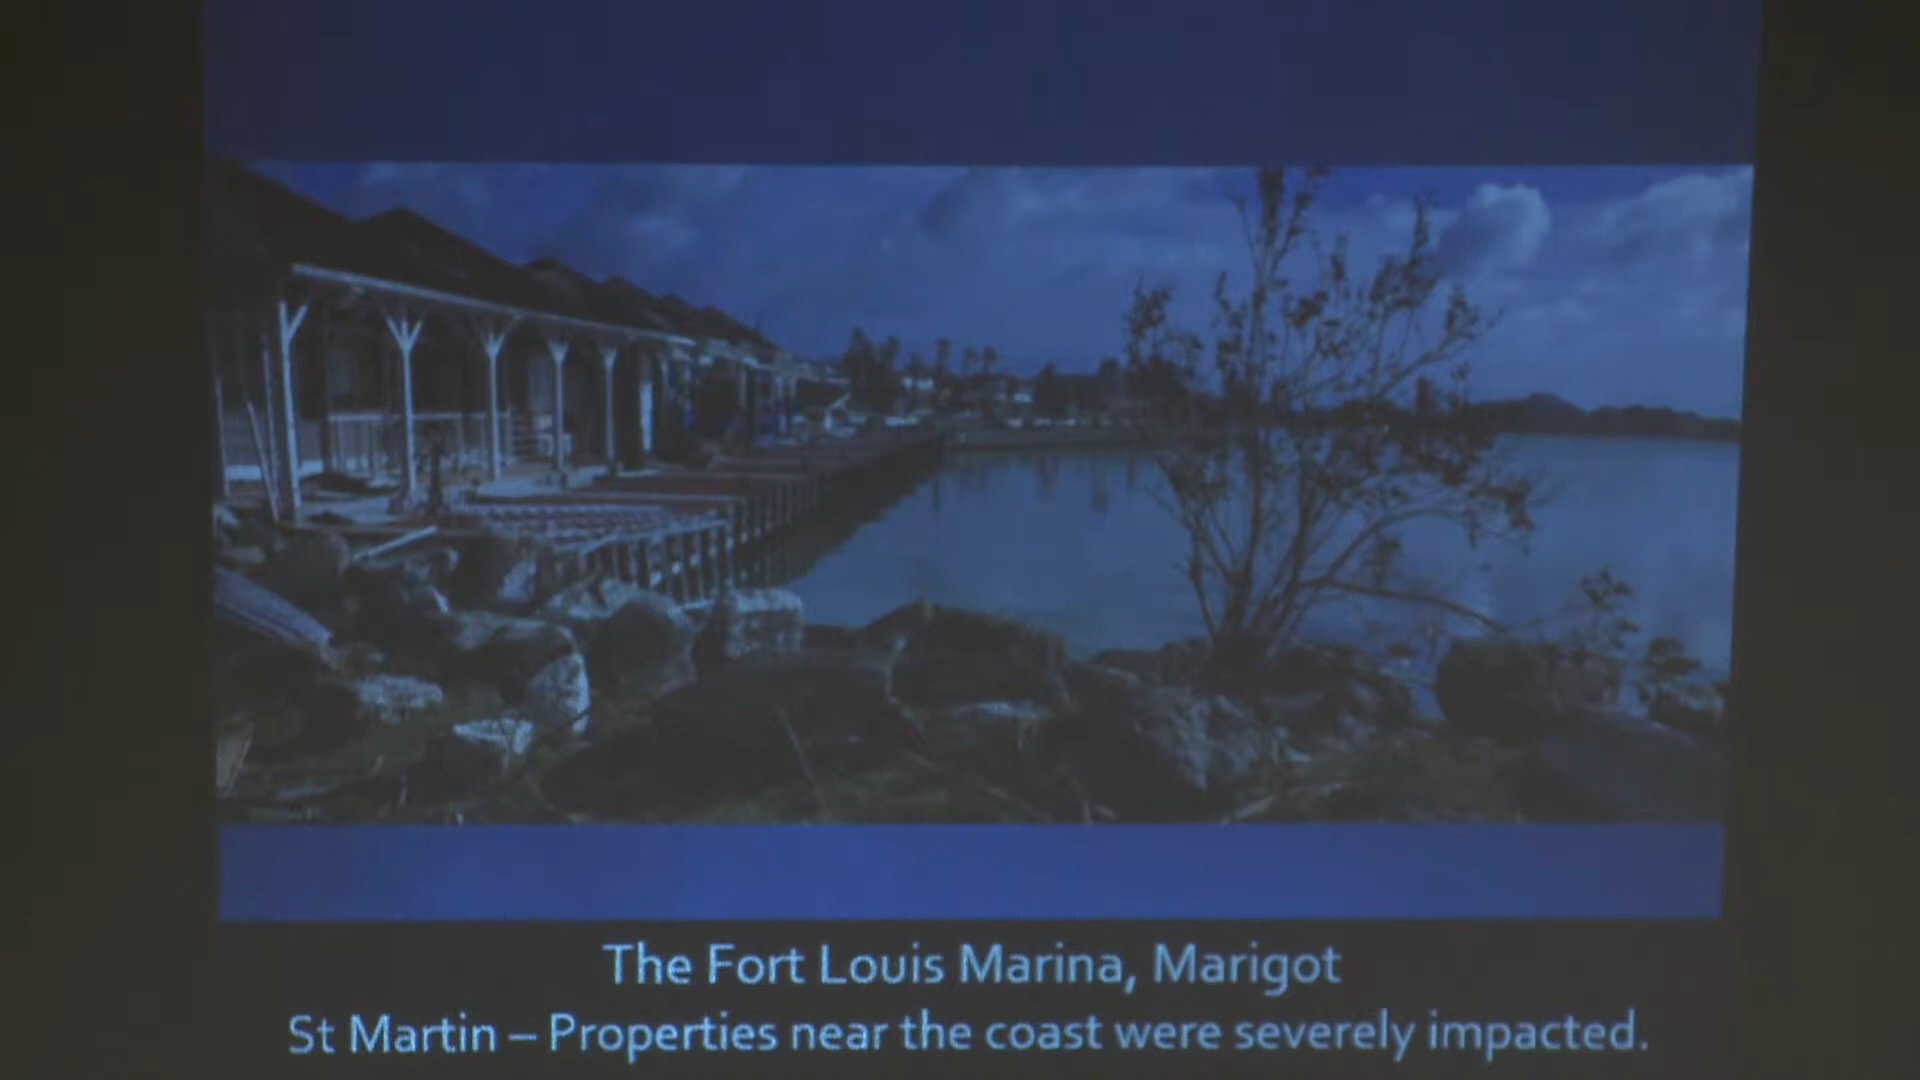 The Fort Louis Marina, Marigot
St Martin – Properties near the coast were severely impacted.